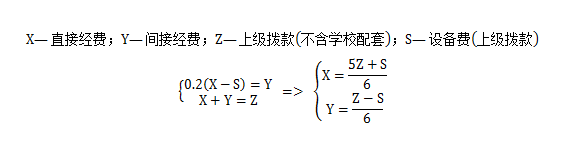 X—直接经费；Y—间接经费；Z—上级拨款(不含学校配套)；S—设备费(上级拨款)
{0.2(X−S) = Y
X + Y = Z
=>
{X = (5Z + S)/6
Y = (Z − S)/6